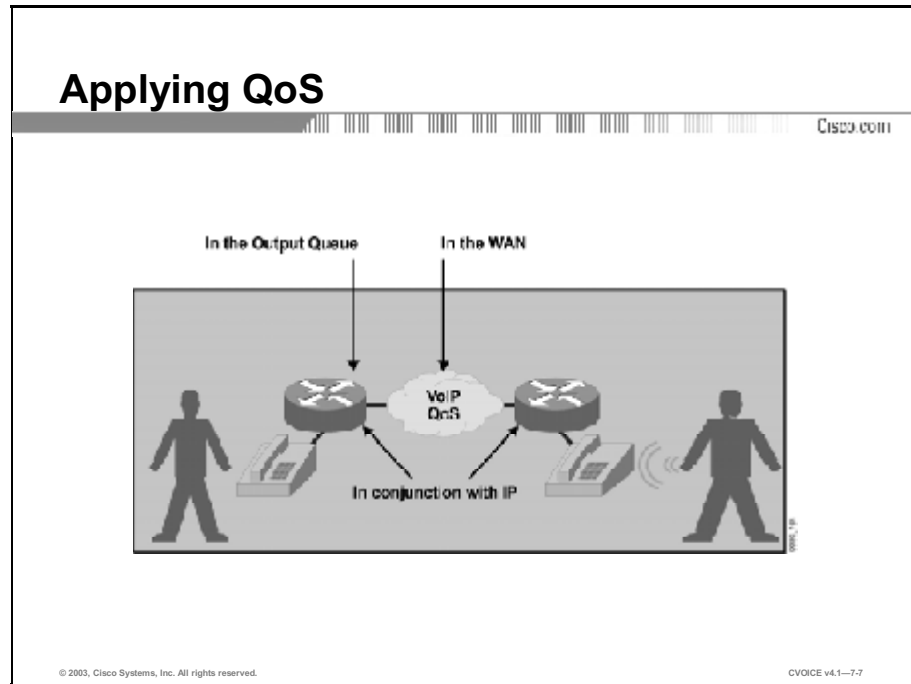 Applying QoS
Cisco.com
In the Output Queue
In the WAN
VoIP
QoS
In conjunction with IP
© 2003, Cisco Systems, Inc. All rights reserved.
CVOICE v4.1—7-7